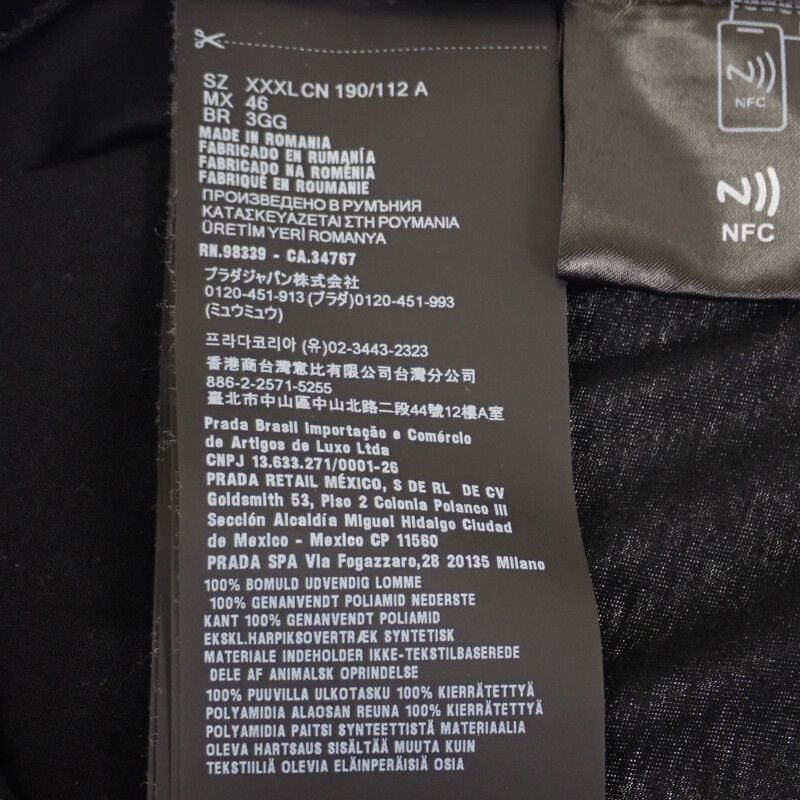 SZ XXXL CN 190/112 A
MX 46
BR 3GG
MADE IN ROMANIA
FABRICADO EN RUMANÍA
FABRICADO NA ROMÉNIA
FABRIQUÉ EN ROUMANIE
ПРОИЗВЕДЕНО В РУМЪНИЯ
ΚΑΤΑΣΚΕΥΑΖΕΤΑΙ ΣΤΗ ΡΟΥΜΑΝΙΑ
ÜRETİM YERİ ROMANYA
RN.98339 - CA.34767
プラダジャパン株式会社
0120-451-913 (プラダ)0120-451-993
(ミュウミュウ)
프라다코리아 (유)02-3443-2323
香港商台灣意比有限公司台灣分公司
886-2-2571-5255
臺北市中山區中山北路二段44號12樓A室
Prada Brasil Importação e Comércio
de Artigos de Luxo Ltda
CNPJ 13.633.271/0001-26
PRADA RETAIL MÉXICO, S DE RL DE CV
Goldsmith 53, Piso 2 Colonia Polanco III
Sección Alcaldía Miguel Hidalgo Ciudad
de Mexico - Mexico CP 11560
PRADA SPA Via Fogazzaro,28 20135 Milano
100% BOMULD UDVENDIG LOMME
100% GENANVENDT POLIAMID NEDERSTE
KANT 100% GENANVENDT POLIAMID
EKSKL.HARPIKSOVERTRÆK SYNTETISK
MATERIALE INDEHOLDER IKKE-TEKSTILBASEREDE
DELE AF ANIMALSK OPRINDELSE
100% PUUVILLA ULKOTASKU 100% KIERRÄTETTYÄ
POLYAMIDIA ALAOSAN REUNA 100% KIERRÄTETTYÄ
POLYAMIDIA PAITSI SYNTEETTISTÄ MATERIAALIA
OLEVA HARTSAUS SISÄLTÄÄ MUUTA KUIN
TEKSTIILIÄ OLEVIA ELÄINPERÄISIÄ OSIA
NFC
NFC